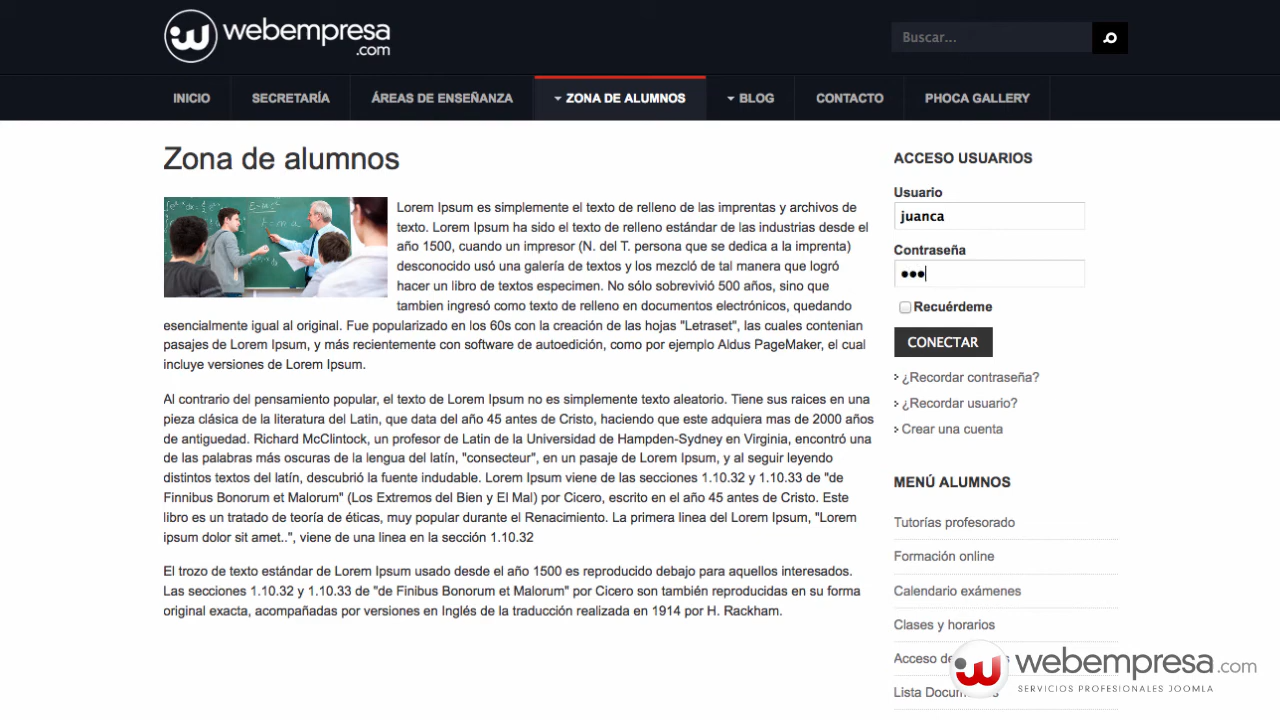 webempresa
.com
Buscar...
INICIO
SECRETARÍA
ÁREAS DE ENSEÑANZA
ZONA DE ALUMNOS
BLOG
CONTACTO
PHOCA GALLERY
Zona de alumnos
Lorem Ipsum es simplemente el texto de relleno de las imprentas y archivos de
texto. Lorem Ipsum ha sido el texto de relleno estándar de las industrias desde el
año 1500, cuando un impresor (N. del T. persona que se dedica a la imprenta)
desconocido usó una galería de textos y los mezcló de tal manera que logró
hacer un libro de textos especimen. No sólo sobrevivió 500 años, sino que
tambien ingresó como texto de relleno en documentos electrónicos, quedando
esencialmente igual al original. Fue popularizado en los 60s con la creación de las hojas "Letraset", las cuales contenian
pasajes de Lorem Ipsum, y más recientemente con software de autoedición, como por ejemplo Aldus PageMaker, el cual
incluye versiones de Lorem Ipsum.
Al contrario del pensamiento popular, el texto de Lorem Ipsum no es simplemente texto aleatorio. Tiene sus raices en una
pieza clásica de la literatura del Latin, que data del año 45 antes de Cristo, haciendo que este adquiera mas de 2000 años
de antiguedad. Richard McClintock, un profesor de Latin de la Universidad de Hampden-Sydney en Virginia, encontró una
de las palabras más oscuras de la lengua del latín, "consecteur", en un pasaje de Lorem Ipsum, y al seguir leyendo
distintos textos del latín, descubrió la fuente indudable. Lorem Ipsum viene de las secciones 1.10.32 y 1.10.33 de "de
Finnibus Bonorum et Malorum" (Los Extremos del Bien y El Mal) por Cicero, escrito en el año 45 antes de Cristo. Este
libro es un tratado de teoría de éticas, muy popular durante el Renacimiento. La primera linea del Lorem Ipsum, "Lorem
ipsum dolor sit amet..", viene de una linea en la sección 1.10.32
El trozo de texto estándar de Lorem Ipsum usado desde el año 1500 es reproducido debajo para aquellos interesados.
Las secciones 1.10.32 y 1.10.33 de "de Finibus Bonorum et Malorum" por Cicero son también reproducidas en su forma
original exacta, acompañadas por versiones en Inglés de la traducción realizada en 1914 por H. Rackham.
ACCESO USUARIOS
Usuario
juanca
Contraseña
•••
Recuérdeme
CONECTAR
¿Recordar contraseña?
¿Recordar usuario?
Crear una cuenta
MENÚ ALUMNOS
Tutorías profesorado
Formación online
Calendario exámenes
Clases y horarios
Acceso
Lista
webempresa.com
SERVICIOS PROFESIONALES JOOMLA